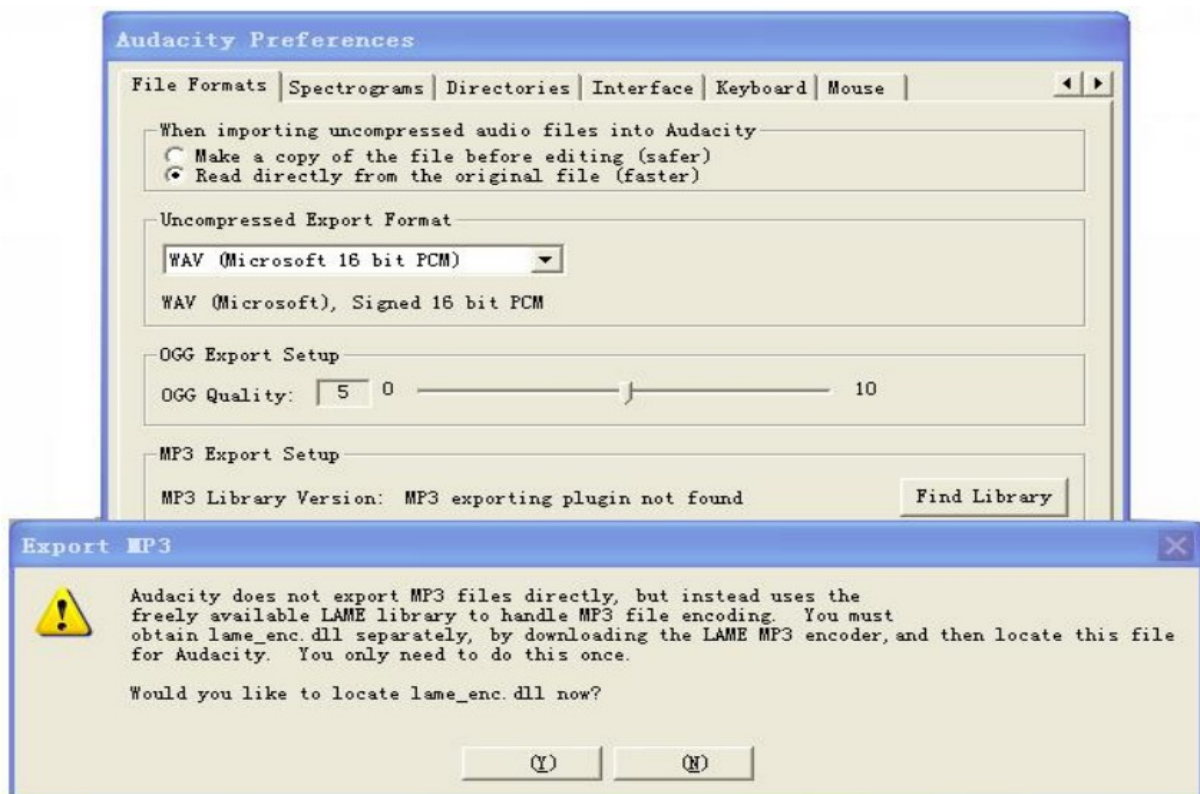 Audacity Preferences
File Formats Spectrograms Directories Interface Keyboard Mouse
When importing uncompressed audio files into Audacity
Make a copy of the file before editing (safer)
Read directly from the original file (faster)
Uncompressed Export Format
WAV (Microsoft 16 bit PCM)
WAV (Microsoft), Signed 16 bit PCM
OGG Export Setup
OGG Quality: 5 0 10
MP3 Export Setup
MP3 Library Version: MP3 exporting plugin not found Find Library
Export MP3
Audacity does not export MP3 files directly, but instead uses the
freely available LAME library to handle MP3 file encoding. You must
obtain lame_enc.dll separately, by downloading the LAME MP3 encoder, and then locate this file
for Audacity. You only need to do this once.
Would you like to locate lame_enc.dll now?
(Y) (N)